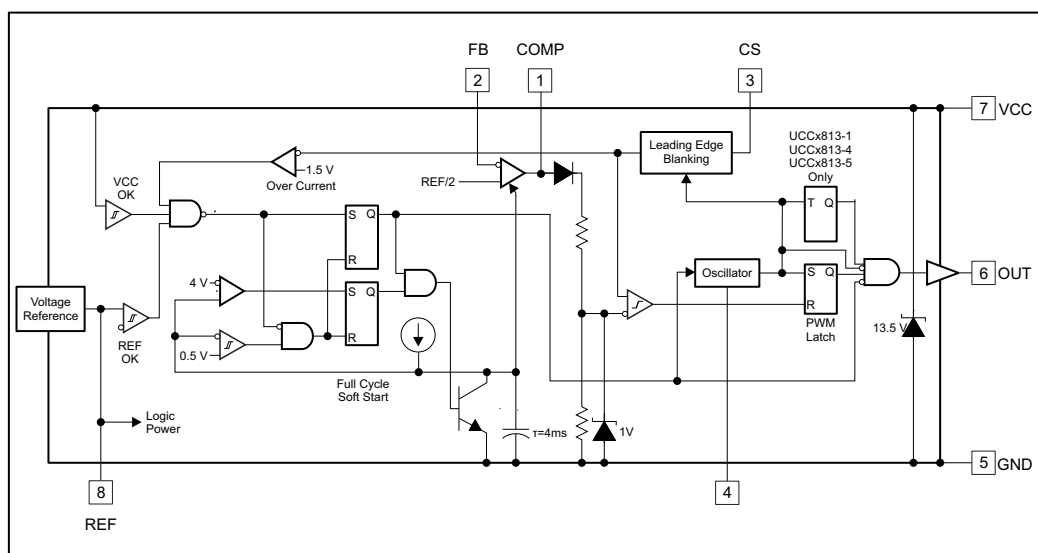 FB COMP CS
2 1 3
7 VCC
UCCx813-1
UCCx813-4
UCCx813-5
Only
Leading Edge
Blanking
1.5 V
Over Current
REF/2
VCC
OK
T Q
S Q
R
4 V
S Q
R
Oscillator
S Q
R
PWM
Latch
6 OUT
Voltage
Reference
REF
OK
0.5 V
13.5 V
Full Cycle
Soft Start
Logic
Power
τ=4ms
1V
5 GND
8
REF
4